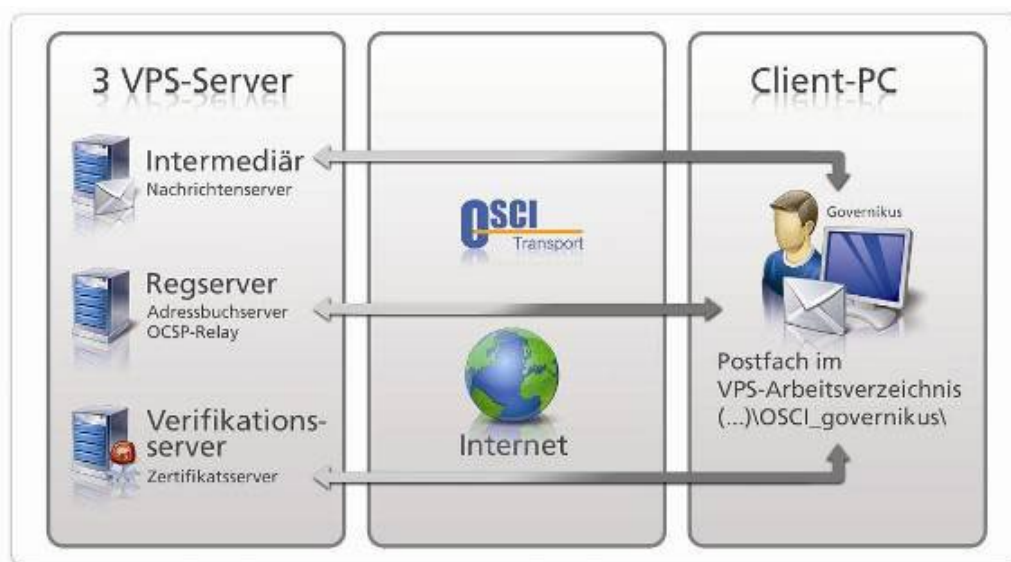 3 VPS-Server
Intermediär
Nachrichtenserver
Regserver
Adressbuchserver
OCSP-Relay
Verifikations-
server
Zertifikatsserver
OSCI
Transport
Internet
Client-PC
Governikus
Postfach im
VPS-Arbeitsverzeichnis
(...)\OSCI_governikus\